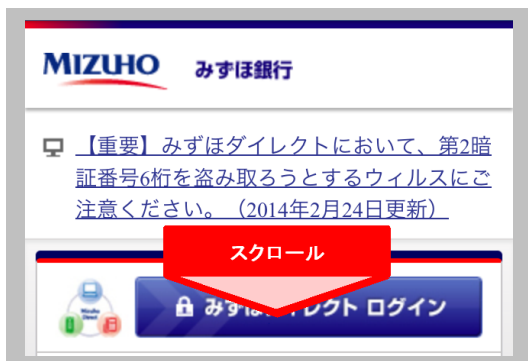 MIZUHO みずほ銀行
【重要】みずほダイレクトにおいて、第2暗
証番号6桁を盗み取ろうとするウィルスにご
注意ください。（2014年2月24日更新）
スクロール
みずほ イレクト ログイン